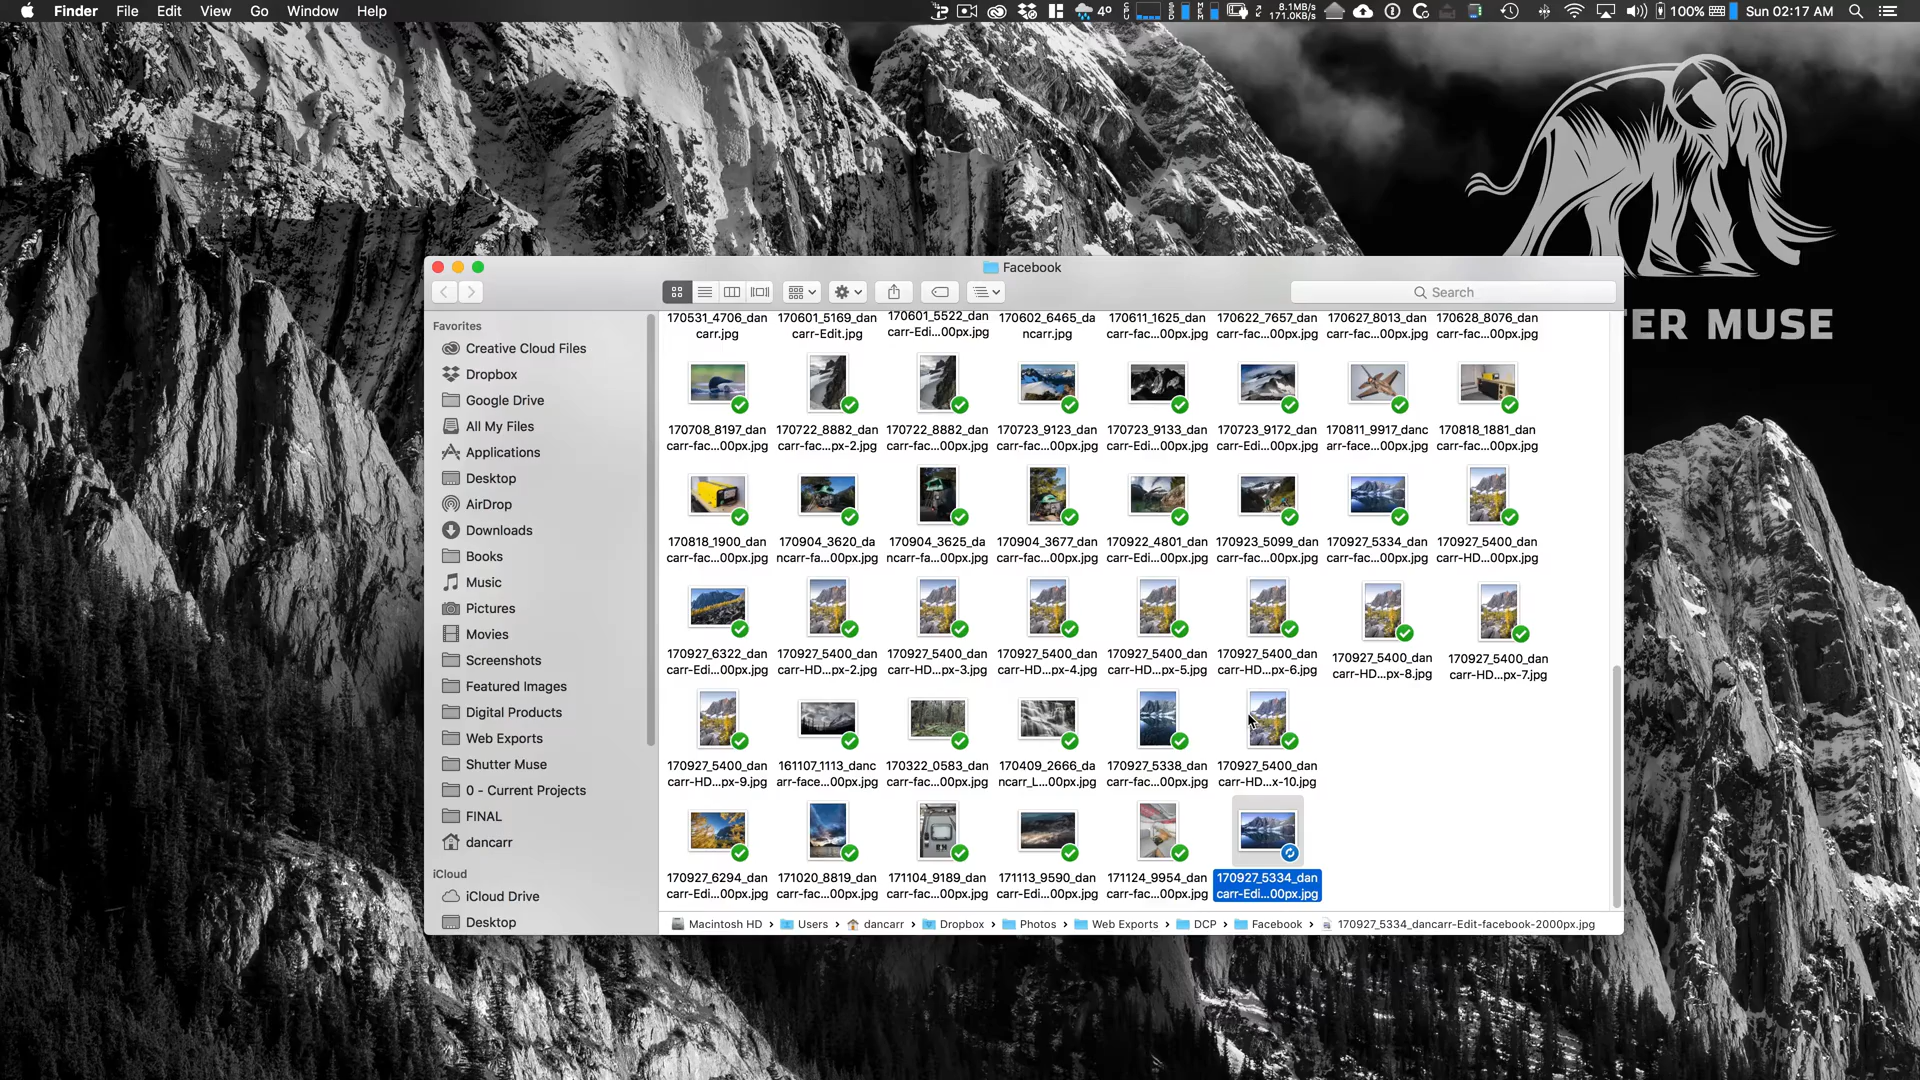 Finder File Edit View Go Window Help
4° 8.1MB/s 171.0KB/s 100% Sun 02:17 AM
TER MUSE
Facebook
Search
Favorites
Creative Cloud Files
Dropbox
Google Drive
All My Files
Applications
Desktop
AirDrop
Downloads
Books
Music
Pictures
Movies
Screenshots
Featured Images
Digital Products
Web Exports
Shutter Muse
0 - Current Projects
FINAL
dancarr
iCloud
iCloud Drive
Desktop
170531_4706_dan 170601_5169_dan 170601_5522_dan 170602_6465_da 170611_1625_dan 170622_7657_dan 170627_8013_dan 170628_8076_dan
carr.jpg carr-Edit.jpg carr-Edi...00px.jpg ncarr.jpg carr-fac...00px.jpg carr-fac...00px.jpg carr-fac...00px.jpg carr-fac...00px.jpg
170708_8197_dan 170722_8882_dan 170722_8882_dan 170723_9123_dan 170723_9133_dan 170723_9172_dan 170811_9917_danc 170818_1881_dan
carr-fac...00px.jpg carr-fac...px-2.jpg carr-fac...00px.jpg carr-fac...00px.jpg carr-Edi...00px.jpg carr-Edi...00px.jpg arr-face...00px.jpg carr-fac...00px.jpg
170818_1900_dan 170904_3620_da 170904_3625_da 170904_3677_dan 170922_4801_dan 170923_5099_dan 170927_5334_dan 170927_5400_dan
carr-fac...00px.jpg ncarr-fa...00px.jpg ncarr-fa...00px.jpg carr-fac...00px.jpg carr-Edi...00px.jpg carr-fac...00px.jpg carr-fac...00px.jpg carr-HD...00px.jpg
170927_6322_dan 170927_5400_dan 170927_5400_dan 170927_5400_dan 170927_5400_dan 170927_5400_dan 170927_5400_dan 170927_5400_dan
carr-Edi...00px.jpg carr-HD...px-2.jpg carr-HD...px-3.jpg carr-HD...px-4.jpg carr-HD...px-5.jpg carr-HD...px-6.jpg carr-HD...px-8.jpg carr-HD...px-7.jpg
170927_5400_dan 161107_1113_danc 170322_0583_dan 170409_2666_da 170927_5338_dan 170927_5400_dan
carr-HD...px-9.jpg arr-face...00px.jpg carr-fac...00px.jpg ncarr_L...00px.jpg carr-fac...00px.jpg carr-HD...x-10.jpg
170927_6294_dan 171020_8819_dan 171104_9189_dan 171113_9590_dan 171124_9954_dan 170927_5334_dan
carr-Edi...00px.jpg carr-fac...00px.jpg carr-fac...00px.jpg carr-Edi...00px.jpg carr-fac...00px.jpg carr-Edi...00px.jpg
Macintosh HD › Users › dancarr › Dropbox › Photos › Web Exports › DCP › Facebook › 170927_5334_dancarr-Edit-facebook-2000px.jpg